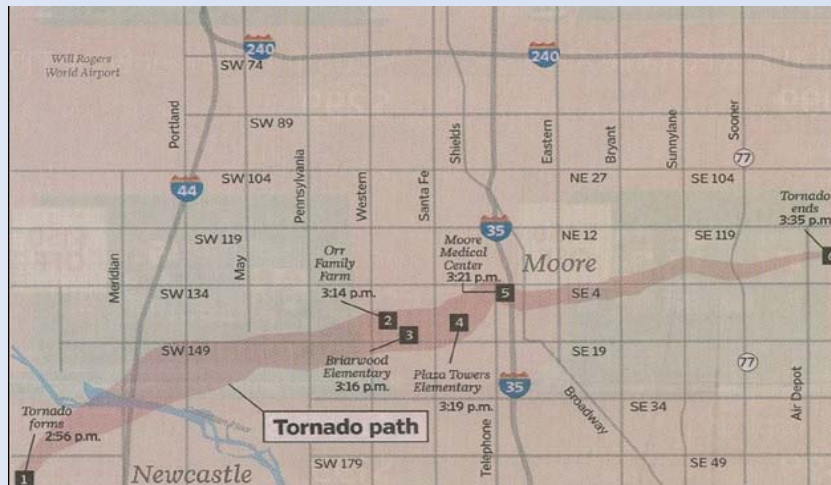 Will Rogers
World Airport
240
SW 74
240
Portland
SW 89
Pennsylvania
Western
Santa Fe
Shields
Eastern
Bryant
Sunnylane
Sooner
77
44
SW 104
NE 27
SE 104
35
Tornado
ends
3:35 p.m
Meridian
SW 119
May
Orr
Family
Farm
3:14 p.m.
Moore
Medical
Center
3:21 p.m.
Moore
NE 12
SE 119
SW 134
2
3
4
5
SE 4
SW 149
Briarwood
Elementary
3:16 p.m.
Plaza Towers
Elementary
3:19 p.m.
SE 19
77
35
Broadway
Air Depot
Tornado
forms
2:56 p.m.
Tornado path
SE 34
Telephone
1
Newcastle
SW 179
SE 49